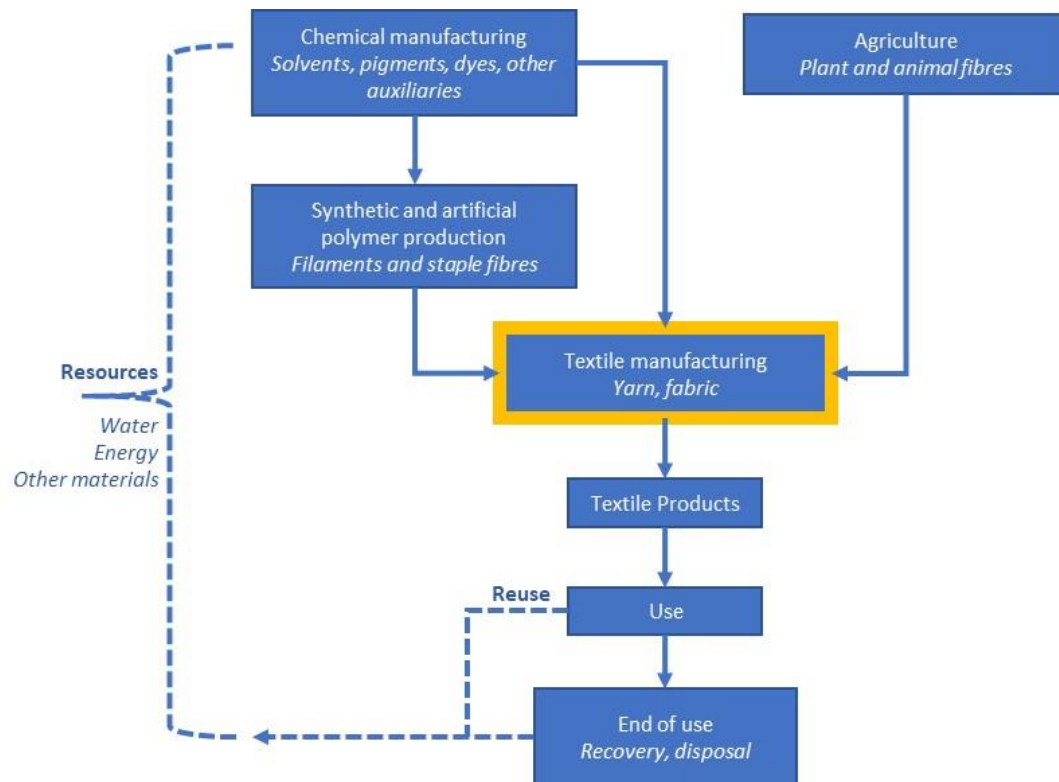 Chemical manufacturing
Solvents, pigments, dyes, other
auxiliaries
Agriculture
Plant and animal fibres
Synthetic and artificial
polymer production
Filaments and staple fibres
Textile manufacturing
Yarn, fabric
Resources
Water
Energy
Other materials
Textile Products
Reuse
Use
End of use
Recovery, disposal